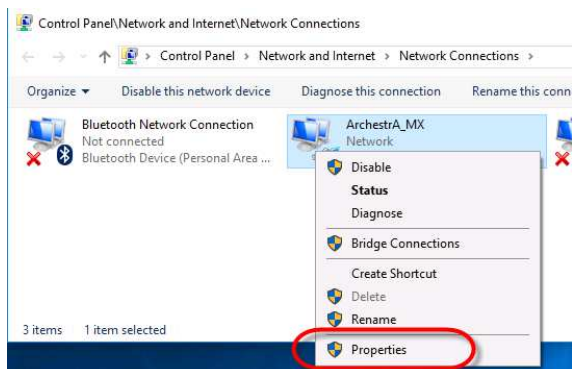 Control Panel\Network and Internet\Network Connections
Control Panel > Network and Internet > Network Connections >
Organize Disable this network device Diagnose this connection Rename this conn
Bluetooth Network Connection
Not connected
Bluetooth Device (Personal Area ...
ArchestrA_MX
Network
Disable
Status
Diagnose
Bridge Connections
Create Shortcut
Delete
Rename
Properties
3 items 1 item selected